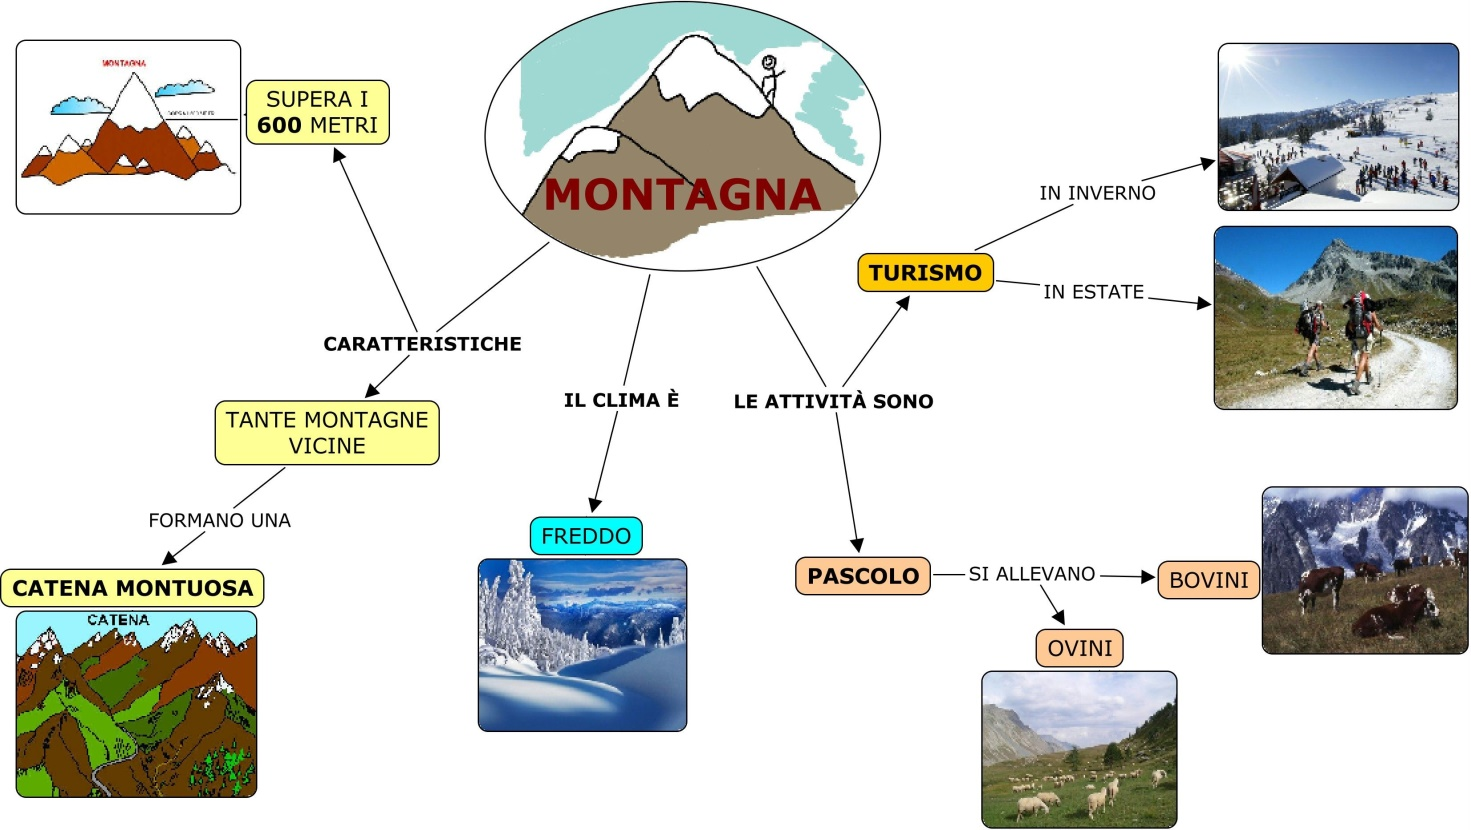 MONTAGNA
SUPERA I
600 METRI
MONTAGNA
CARATTERISTICHE
TANTE MONTAGNE
VICINE
FORMANO UNA
CATENA MONTUOSA
CATENA
IL CLIMA È
FREDDO
LE ATTIVITÀ SONO
TURISMO
IN INVERNO
IN ESTATE
PASCOLO
SI ALLEVANO
BOVINI
OVINI